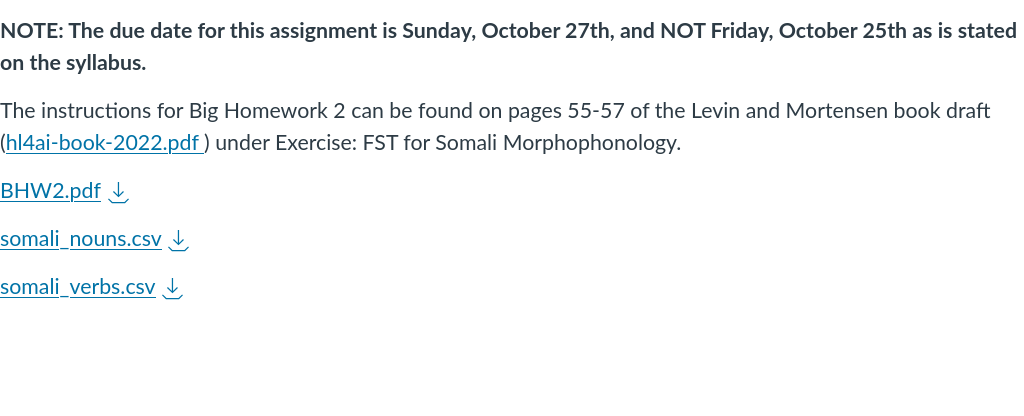 NOTE: The due date for this assignment is Sunday, October 27th, and NOT Friday, October 25th as is stated
on the syllabus.
The instructions for Big Homework 2 can be found on pages 55-57 of the Levin and Mortensen book draft
(hl4ai-book-2022.pdf ) under Exercise: FST for Somali Morphophonology.
BHW2.pdf
somali_nouns.csv
somali_verbs.csv